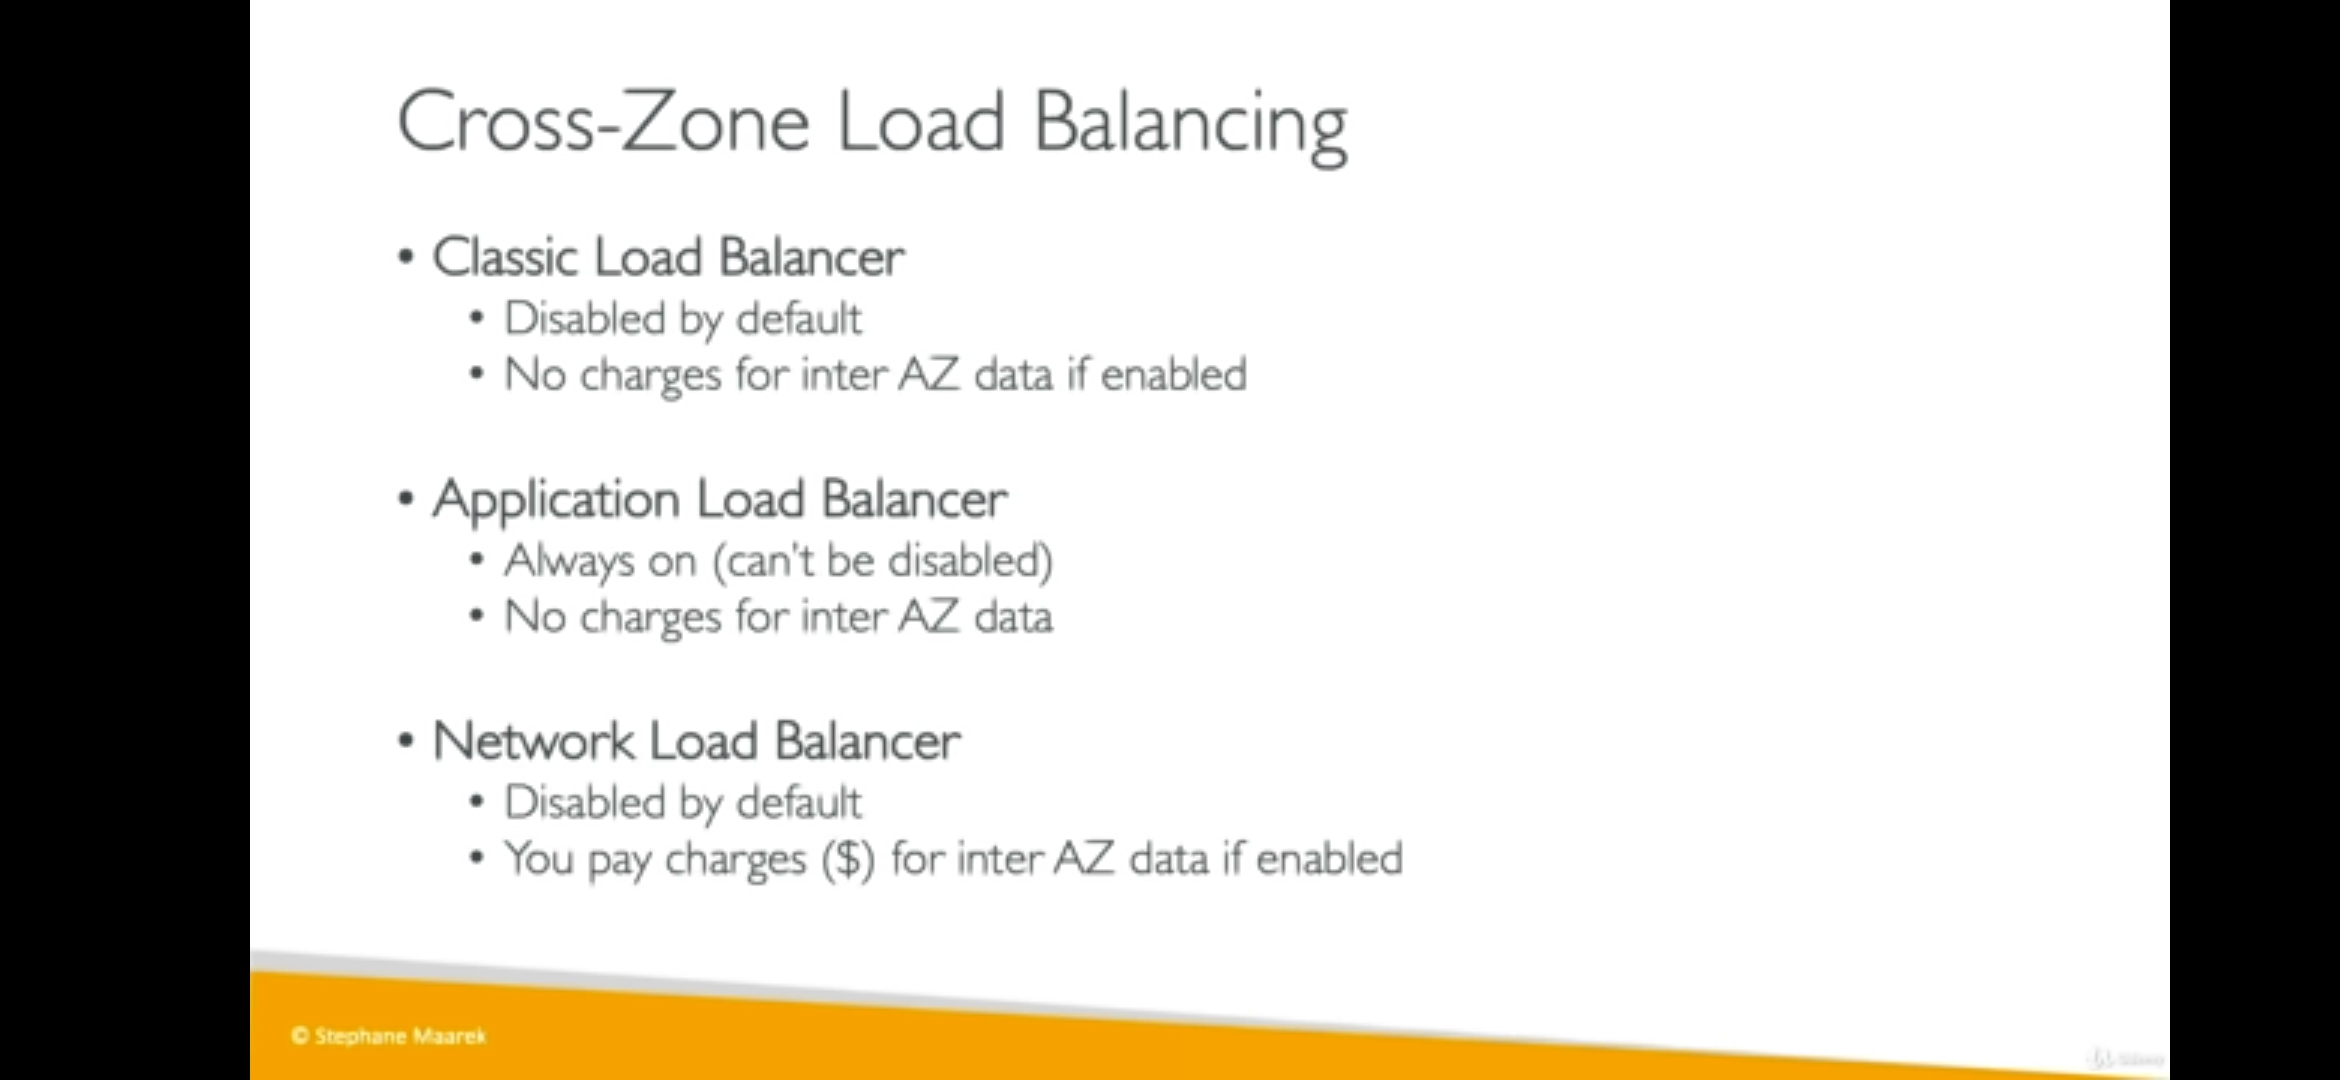 Cross-Zone Load Balancing
• Classic Load Balancer
• Disabled by default
• No charges for inter AZ data if enabled
• Application Load Balancer
• Always on (can't be disabled)
• No charges for inter AZ data
• Network Load Balancer
• Disabled by default
• You pay charges ($) for inter AZ data if enabled
© Stephane Maarek